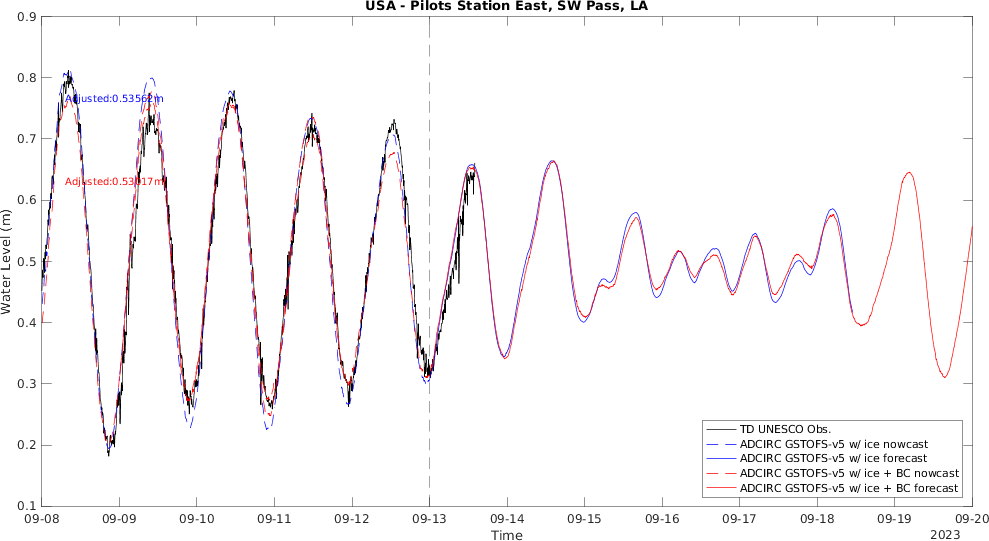 USA - Pilots Station East, SW Pass, LA
0.9
0.8
0.7
0.6
0.5
0.4
0.3
0.2
0.1
Water Level (m)
Adjusted:0.53562m
TD UNESCO Obs.
ADCIRC GSTOFS-v5 w/ ice nowcast
ADCIRC GSTOFS-v5 w/ ice forecast
ADCIRC GSTOFS-v5 w/ ice + BC nowcast
ADCIRC GSTOFS-v5 w/ ice + BC forecast
09-08 09-09 09-10 09-11 09-12 09-13 09-14 09-15 09-16 09-17 09-18 09-19 09-20
Time
2023